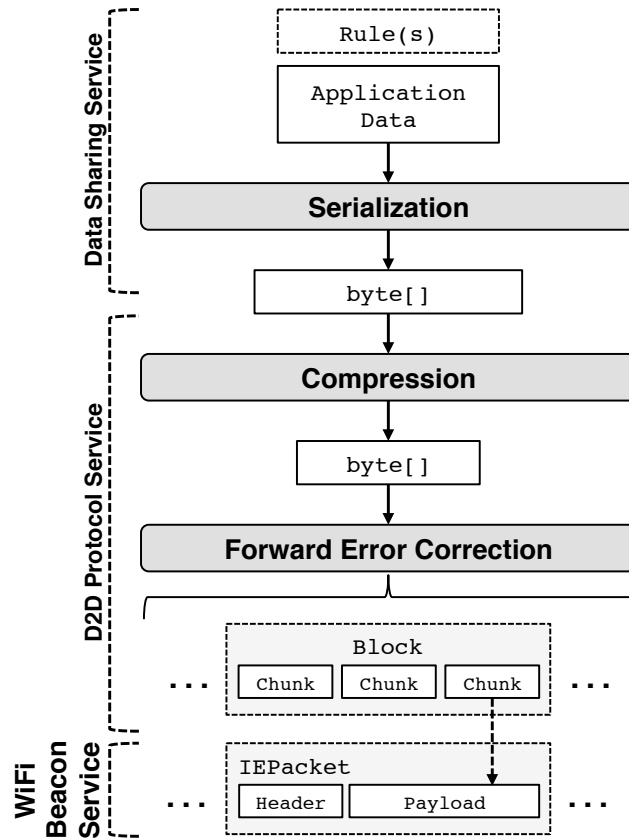 Rule(s)
Application
Data
Data Sharing Service
Serialization
byte[]
Compression
byte[]
D2D Protocol Service
Forward Error Correction
Block
... Chunk Chunk Chunk ...
WiFi
Beacon
Service
IEPacket
... Header Payload ...